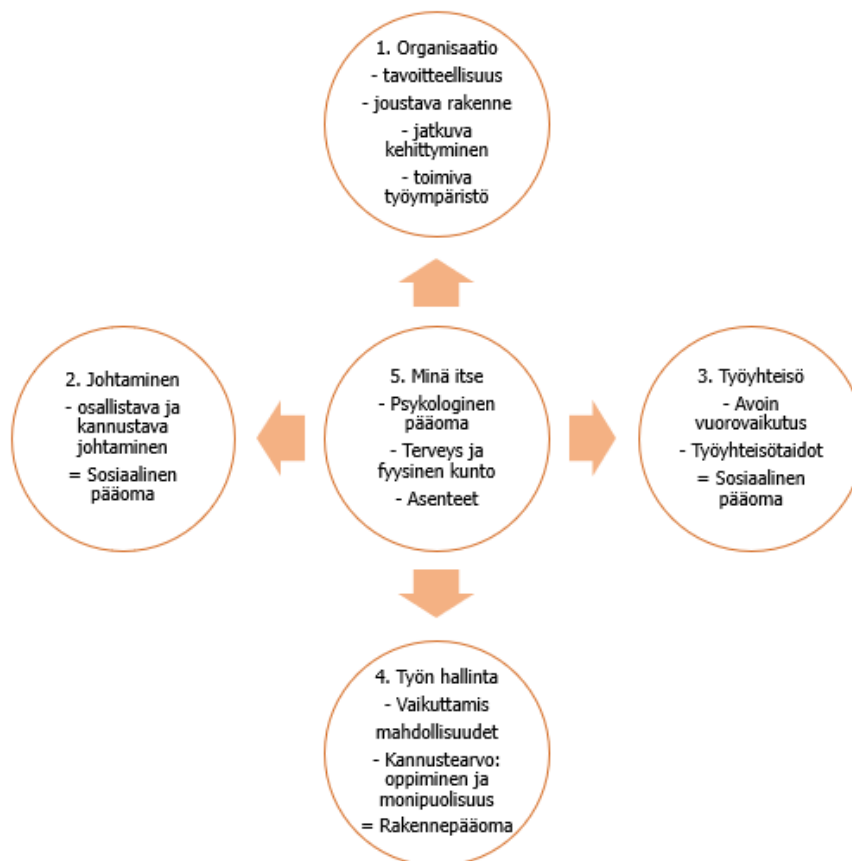 1. Organisaatio
- tavoitteellisuus
- joustava rakenne
- jatkuva
kehittyminen
- toimiva
työympäristö
2. Johtaminen
- osallistava ja
kannustava
johtaminen
= Sosiaalinen
pääoma
5. Minä itse
- Psykologinen
pääoma
- Terveys ja
fyysinen kunto
- Asenteet
3. Työyhteisö
- Avoin
vuorovaikutus
- Työyhteisötaidot
= Sosiaalinen
pääoma
4. Työn hallinta
- Vaikuttamis
mahdollisuudet
- Kannustearvo:
oppiminen ja
monipuolisuus
= Rakennepääoma